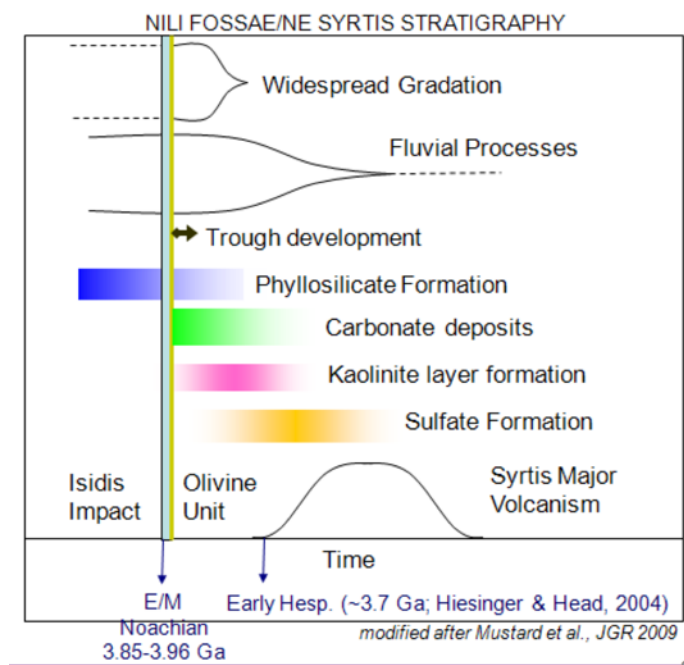 NILI FOSSAE/NE SYRTIS STRATIGRAPHY
Widespread Gradation
Fluvial Processes
Trough development
Phyllosilicate Formation
Carbonate deposits
Kaolinite layer formation
Sulfate Formation
Isidis
Impact
Olivine
Unit
Syrtis Major
Volcanism
Time
E/M
Noachian
3.85-3.96 Ga
Early Hesp. (~3.7 Ga; Hiesinger & Head, 2004)
modified after Mustard et al., JGR 2009